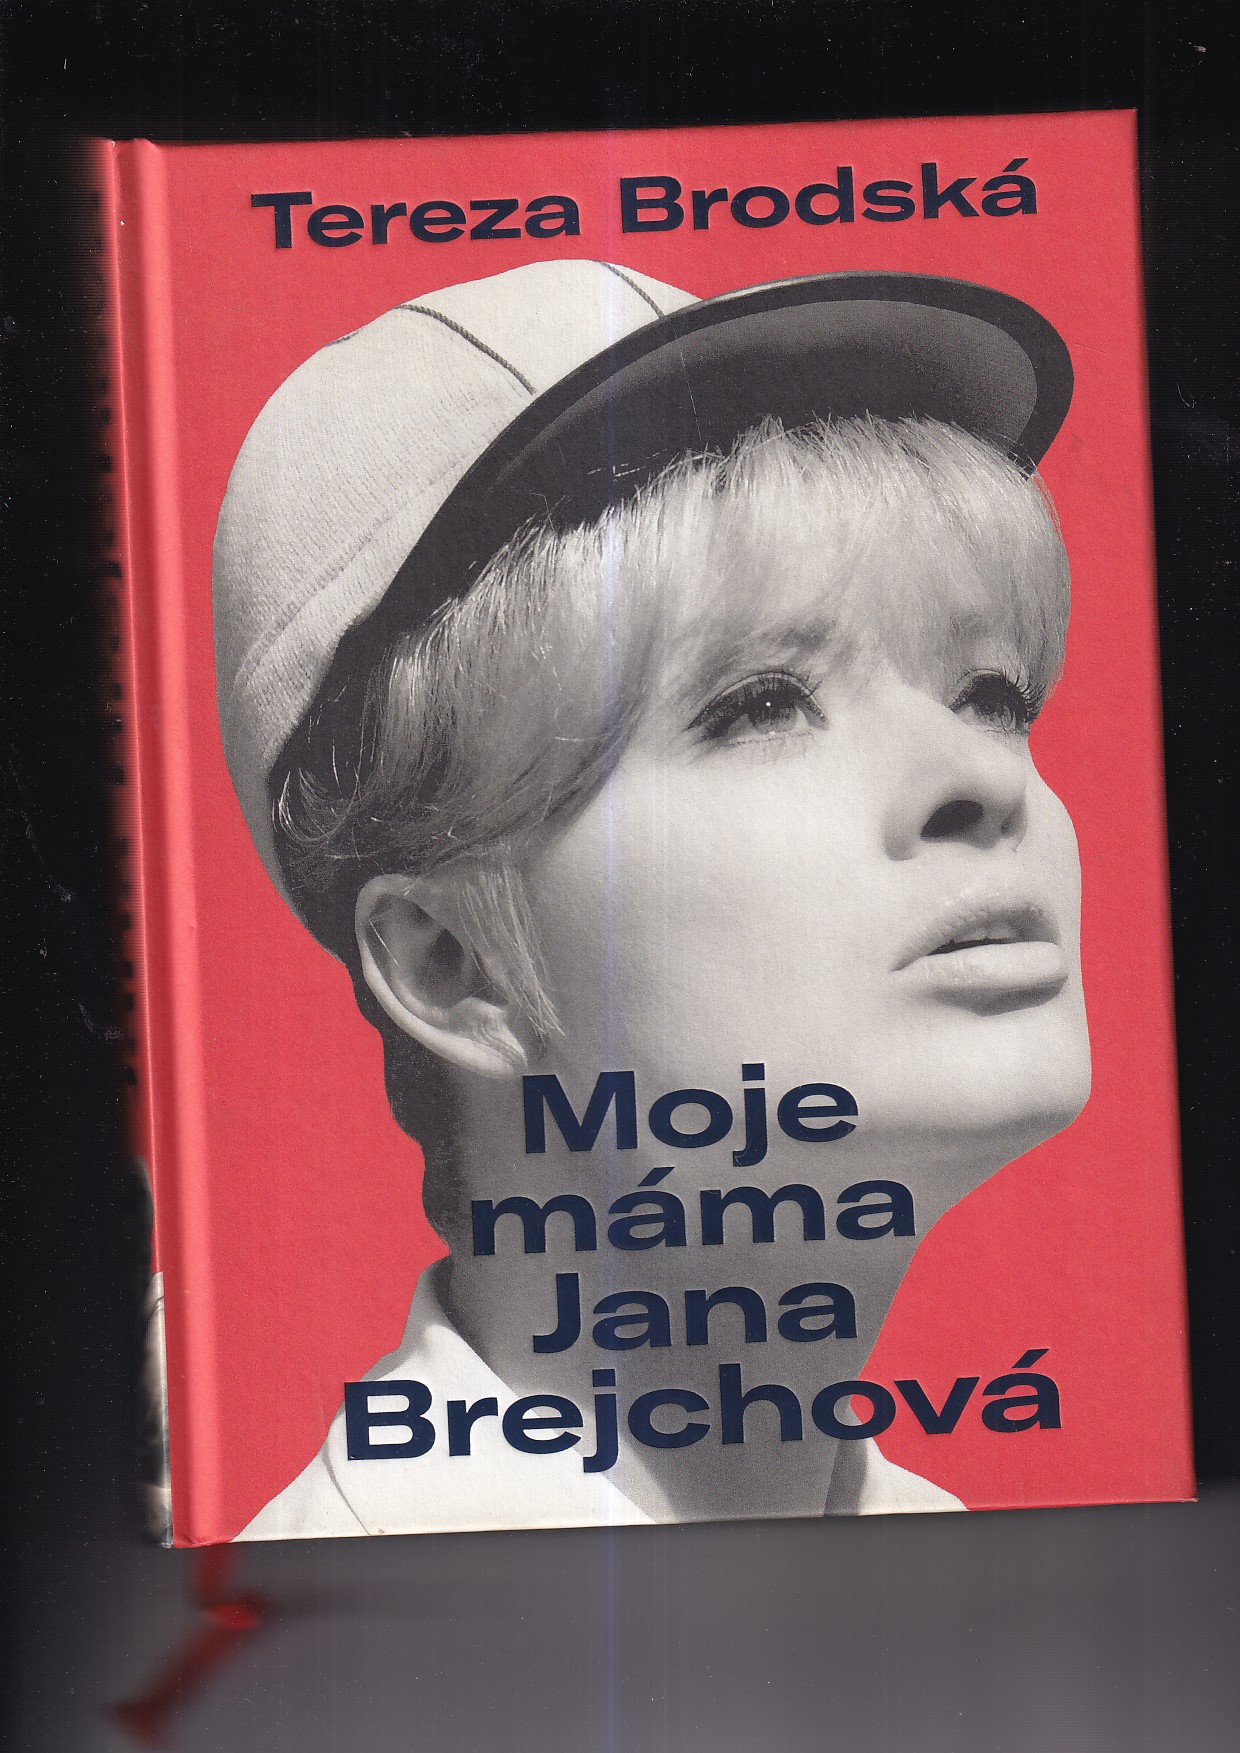 Tereza Brodská
Moje
máma
Jana
Brejchová